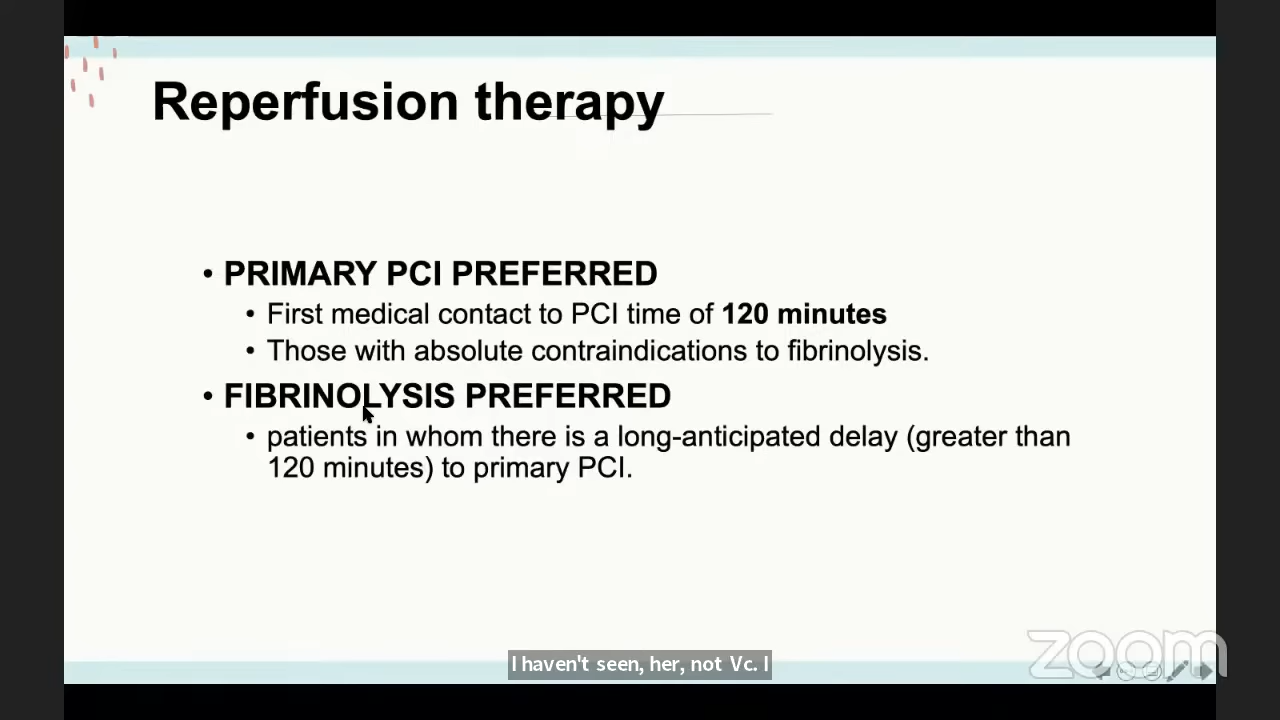 Reperfusion therapy
• PRIMARY PCI PREFERRED
• First medical contact to PCI time of 120 minutes
• Those with absolute contraindications to fibrinolysis.
• FIBRINOLYSIS PREFERRED
• patients in whom there is a long-anticipated delay (greater than
120 minutes) to primary PCI.
I haven't seen, her, not Vc. I
zoom